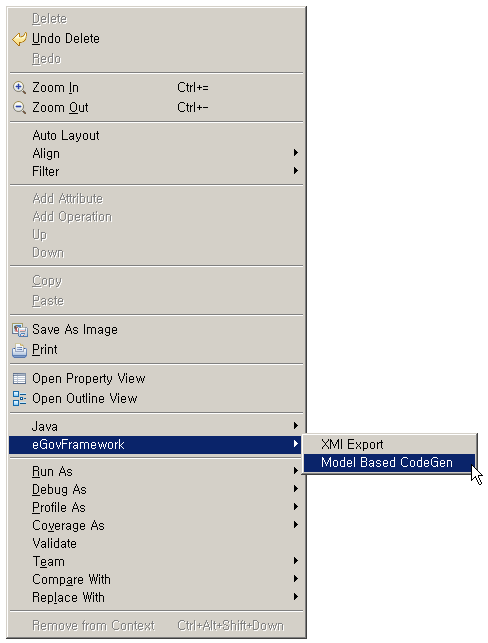 Delete
Undo Delete
Redo
Zoom In Ctrl+=
Zoom Out Ctrl+-
Auto Layout
Align
Filter
Add Attribute
Add Operation
Up
Down
Copy
Paste
Save As Image
Print
Open Property View
Open Outline View
Java
eGovFramework
XMI Export
Model Based CodeGen
Run As
Debug As
Profile As
Coverage As
Validate
Team
Compare With
Replace With
Remove from Context Ctrl+Alt+Shift+Down